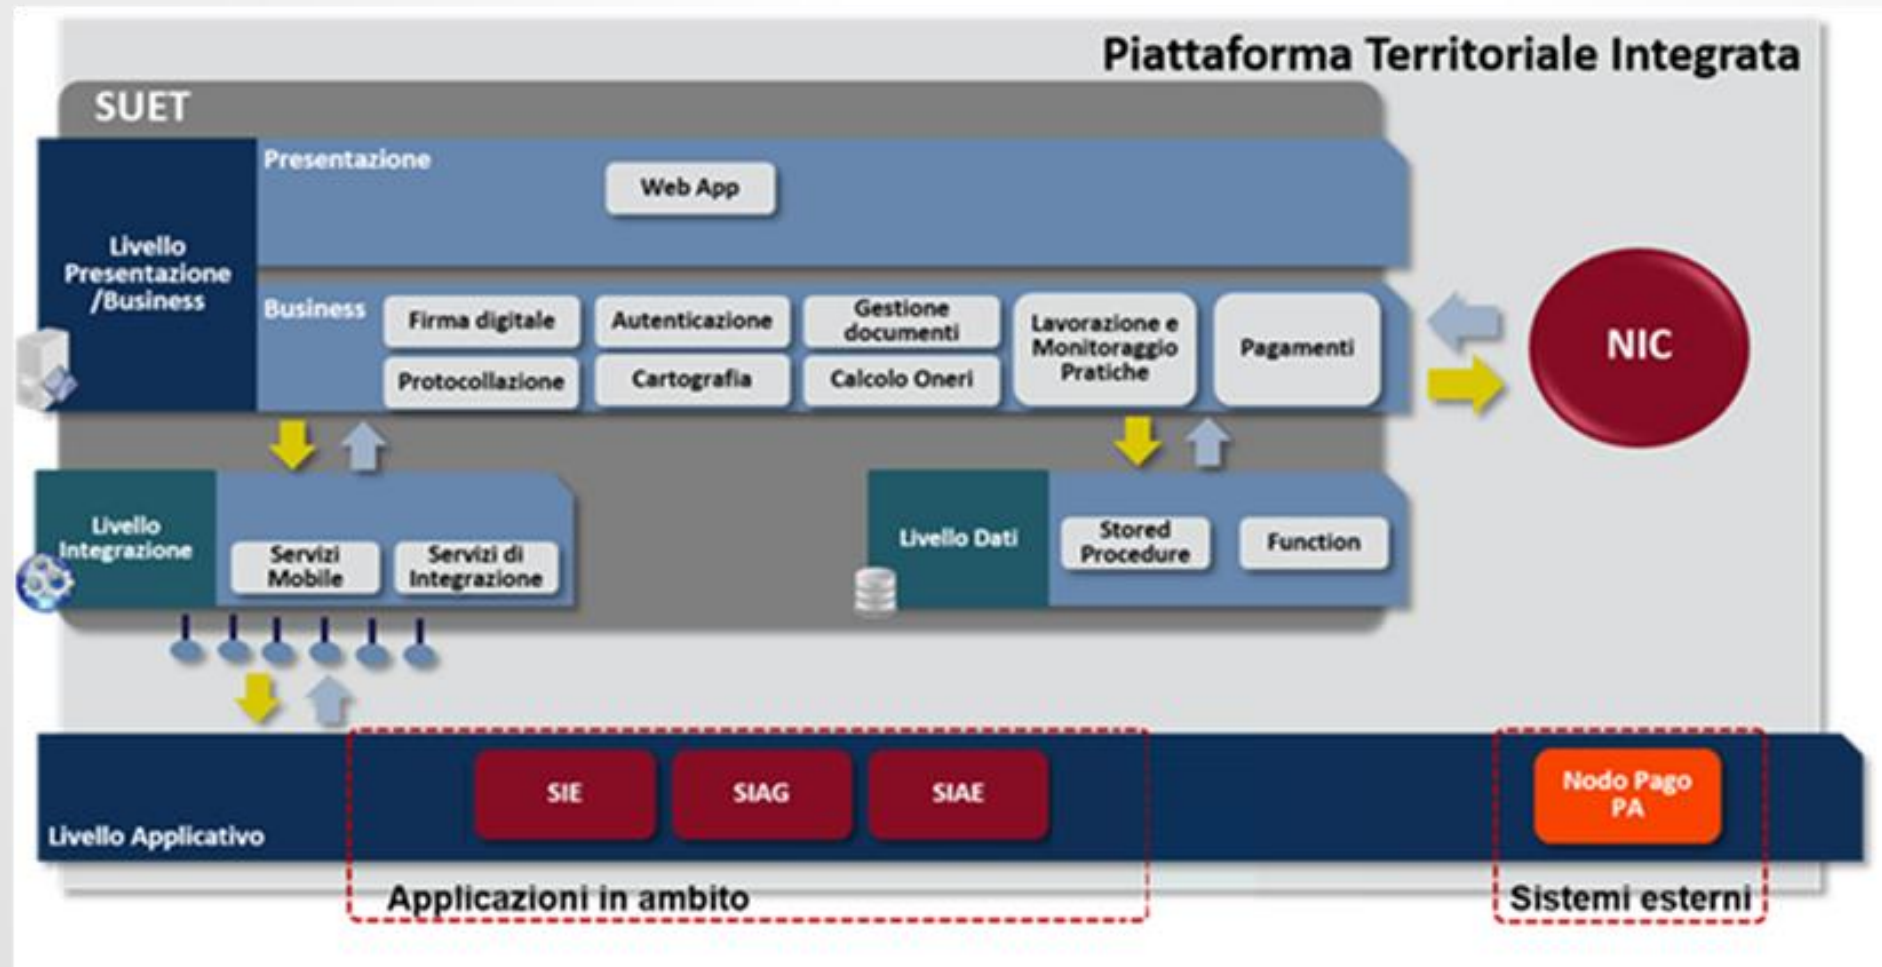 Piattaforma Territoriale Integrata
SUET
Livello
Presentazione
/Business
Presentazione
Web App
Business
Firma digitale
Autenticazione
Gestione
documenti
Lavorazione e
Monitoraggio
Pratiche
Pagamenti
Protocollazione
Cartografia
Calcolo Oneri
NIC
Livello
Integrazione
Servizi
Mobile
Servizi di
Integrazione
Livello Dati
Stored
Procedure
Function
Livello Applicativo
SIE
SIAG
SIAE
Nodo Pago
PA
Applicazioni in ambito
Sistemi esterni